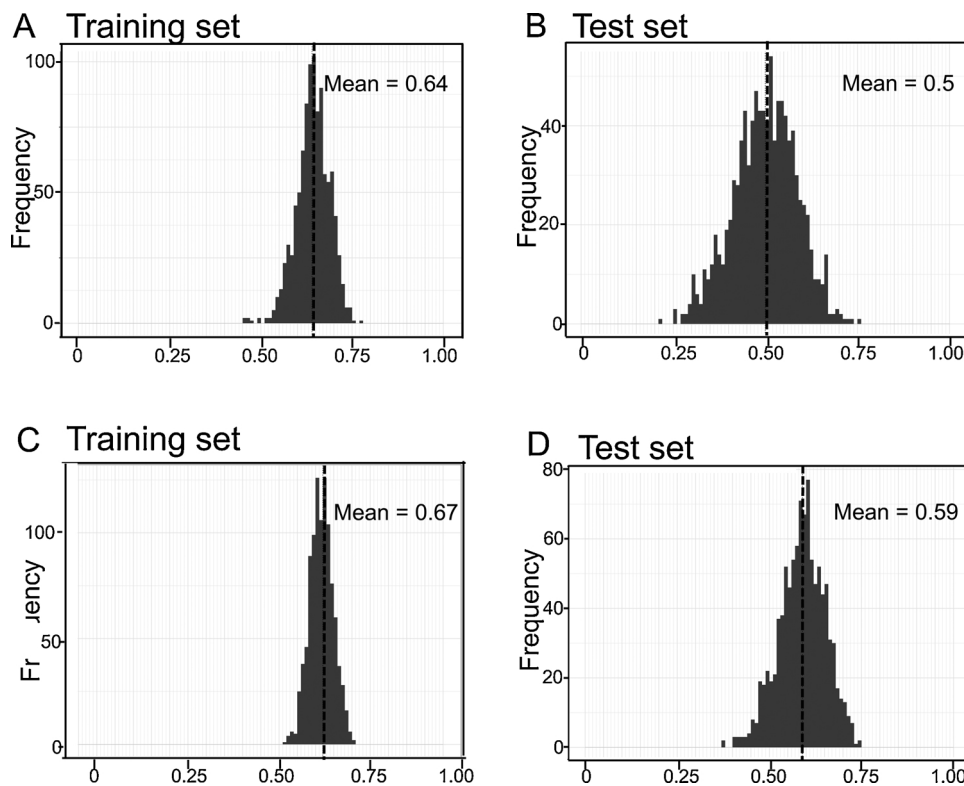 A Training set
100
50
0
Frequency
Mean = 0.64
0 0.25 0.50 0.75 1.00
B Test set
40
20
0
Frequency
Mean = 0.5
0 0.25 0.50 0.75 1.00
C Training set
100
50
0
Fr uency
Mean = 0.67
0 0.25 0.50 0.75 1.00
D Test set
80
60
40
20
0
Frequency
Mean = 0.59
0 0.25 0.50 0.75 1.00